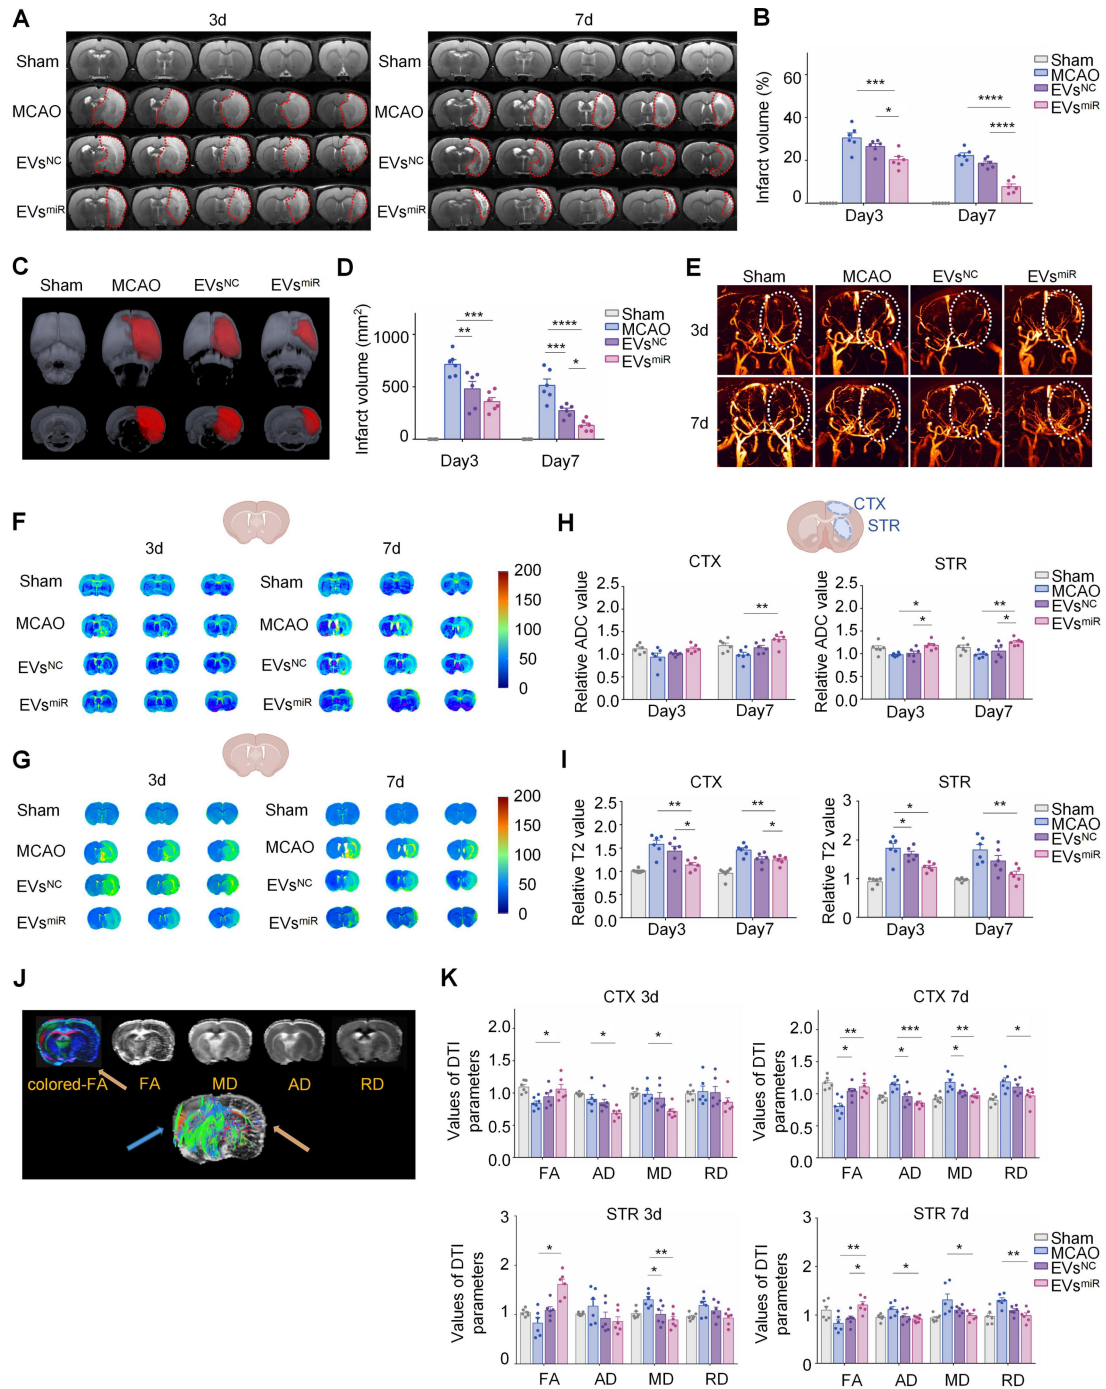 A
3d
7d
Sham
MCAO
EVsNC
EVsmiR
Sham
MCAO
EVsNC
EVsmiR
B
Infarct volume (%)
60
40
20
0
***
*
****
****
Day3
Day7
Sham
MCAO
EVsNC
EVsmiR
C
Sham
MCAO
EVsNC
EVsmiR
D
Infarct volume (mm2)
1000
500
0
***
**
****
***
*
Day3
Day7
Sham
MCAO
EVsNC
EVsmiR
E
Sham
MCAO
EVsNC
EVsmiR
3d
7d
F
3d
7d
Sham
MCAO
EVsNC
EVsmiR
Sham
MCAO
EVsNC
EVsmiR
200
150
100
50
0
G
3d
7d
Sham
MCAO
EVsNC
EVsmiR
Sham
MCAO
EVsNC
EVsmiR
200
150
100
50
0
H
CTX
STR
CTX
Relative ADC value
2.5
2.0
1.5
1.0
0.5
0.0
**
Day3
Day7
STR
Relative ADC value
2.5
2.0
1.5
1.0
0.5
0.0
*
*
**
*
Day3
Day7
Sham
MCAO
EVsNC
EVsmiR
I
CTX
Relative T2 value
2.5
2.0
1.5
1.0
0.5
0.0
**
*
**
*
Day3
Day7
STR
Relative T2 value
3
2
1
0
*
*
**
Day3
Day7
Sham
MCAO
EVsNC
EVsmiR
J
colored-FA
FA
MD
AD
RD
K
CTX 3d
Values of DTI
parameters
2.0
1.5
1.0
0.5
0.0
*
*
*
FA
AD
MD
RD
CTX 7d
Values of DTI
parameters
2.0
1.5
1.0
0.5
0.0
**
*
***
*
**
*
*
FA
AD
MD
RD
STR 3d
Values of DTI
parameters
3
2
1
0
*
**
*
FA
AD
MD
RD
STR 7d
Values of DTI
parameters
3
2
1
0
**
*
*
*
**
FA
AD
MD
RD
Sham
MCAO
EVsNC
EVsmiR